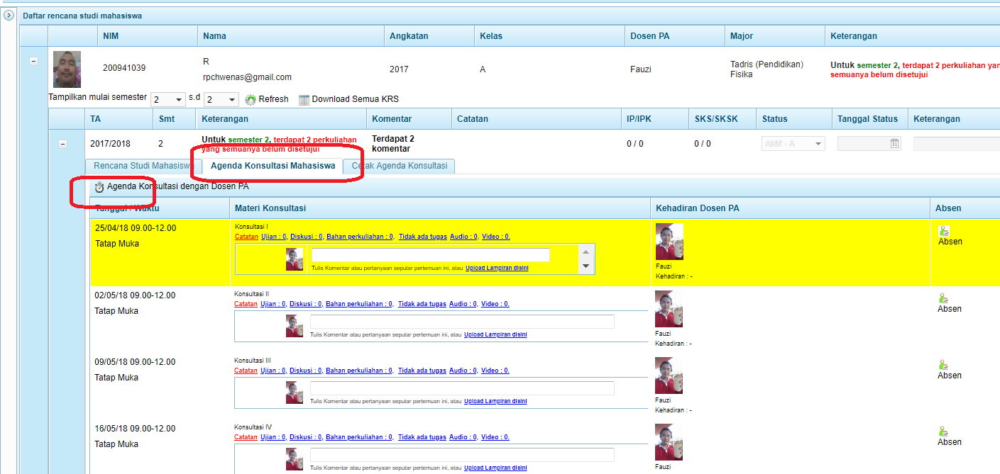 Daftar rencana studi mahasiswa
NIM Nama Angkatan Kelas Dosen PA Major Keterangan
200941039 R rpchwenas@gmail.com 2017 A Fauzi Tadris (Pendidikan) Fisika Untuk semester 2, terdapat 2 perkuliahan yan semuanya belum disetujui
Tampilkan mulai semester 2 s.d 2 Refresh Download Semua KRS
TA Smt Keterangan Komentar Catatan IP/IPK SKS/SKSK Status Tanggal Status Keterangan
2017/2018 2 Untuk semester 2, terdapat 2 perkuliahan yang semuanya belum disetujui Terdapat 2 komentar 0 / 0 0 / 0 Aktif - A 31
Rencana Studi Mahasiswa Agenda Konsultasi Mahasiswa Cetak Agenda Konsultasi
Agenda Konsultasi dengan Dosen PA
Tanggal / Waktu Materi Konsultasi Kehadiran Dosen PA Absen
25/04/18 09.00-12.00
Tatap Muka
Konsultasi I
Catatan Ujian : 0, Diskusi : 0, Bahan perkuliahan : 0, Tidak ada tugas Audio : 0, Video : 0.
Tulis Komentar atau pertanyaan seputar pertemuan ini, atau Upload Lampiran disini
Fauzi
Kehadiran : -
Absen
02/05/18 09.00-12.00
Tatap Muka
Konsultasi II
Catatan Ujian : 0, Diskusi : 0, Bahan perkuliahan : 0, Tidak ada tugas Audio : 0, Video : 0.
Tulis Komentar atau pertanyaan seputar pertemuan ini, atau Upload Lampiran disini
Fauzi
Kehadiran : -
Absen
09/05/18 09.00-12.00
Tatap Muka
Konsultasi III
Catatan Ujian : 0, Diskusi : 0, Bahan perkuliahan : 0, Tidak ada tugas Audio : 0, Video : 0.
Tulis Komentar atau pertanyaan seputar pertemuan ini, atau Upload Lampiran disini
Fauzi
Kehadiran : -
Absen
16/05/18 09.00-12.00
Tatap Muka
Konsultasi IV
Catatan Ujian : 0, Diskusi : 0, Bahan perkuliahan : 0, Tidak ada tugas Audio : 0, Video : 0.
Tulis Komentar atau pertanyaan seputar pertemuan ini, atau Upload Lampiran disini
Fauzi
Absen